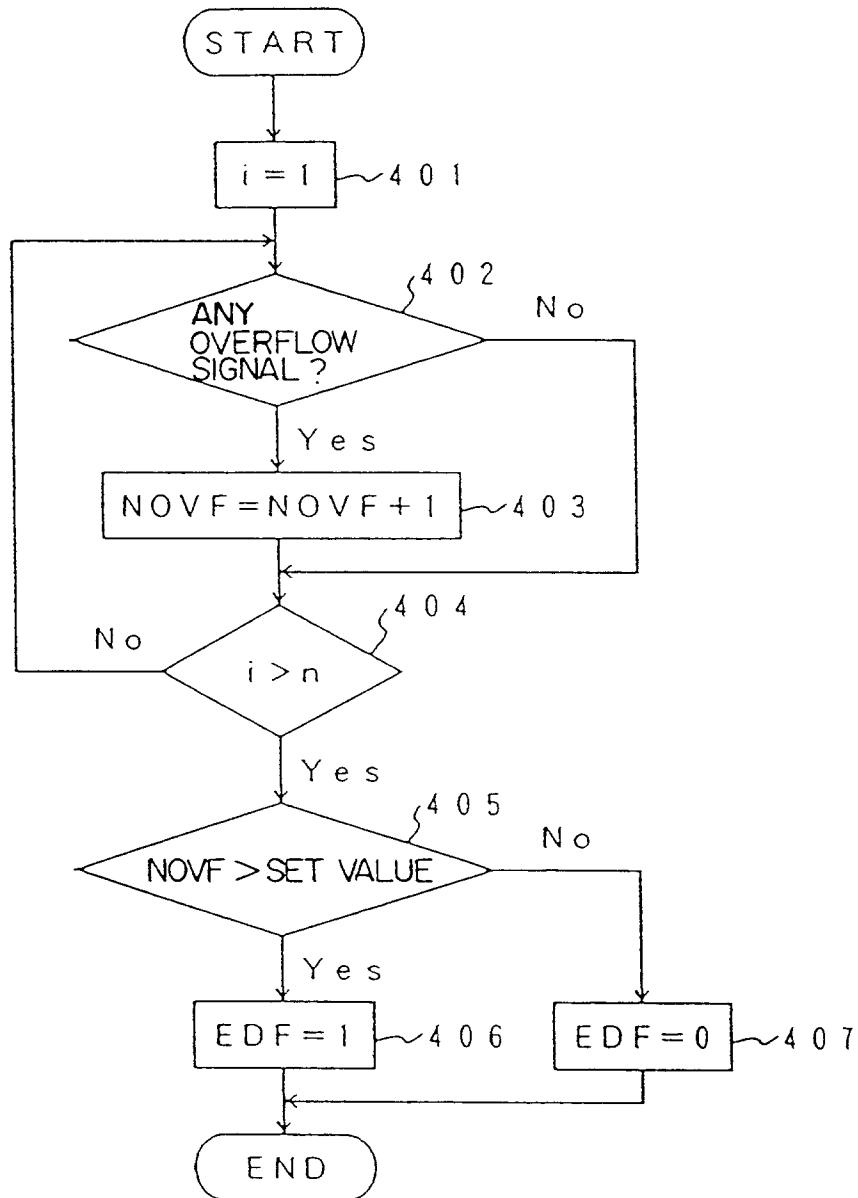 START
i = 1
401
402
ANY
OVERFLOW
SIGNAL ?
No
Yes
NOVF=NOVF+1
403
404
No
i > n
Yes
405
NOVF > SET VALUE
No
Yes
EDF=1
406
EDF=0
407
END